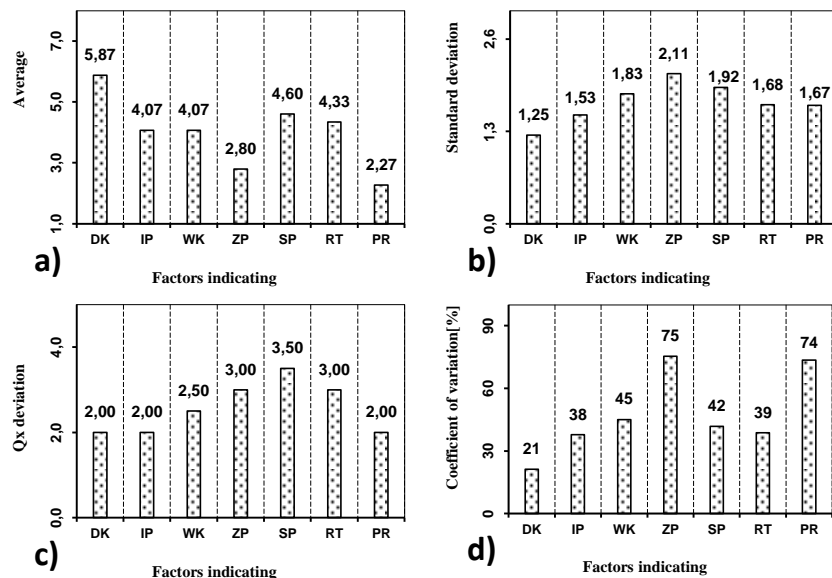 7,0
5,0
3,0
1,0
Average
5,87
4,07
4,07
2,80
4,60
4,33
2,27
DK IP WK ZP SP RT PR
a)
Factors indicating
2,6
1,3
0,0
Standard deviation
1,25
1,53
1,83
2,11
1,92
1,68
1,67
DK IP WK ZP SP RT PR
b)
Factors indicating
4,0
2,0
0,0
Qx deviation
2,00
2,00
2,50
3,00
3,50
3,00
2,00
DK IP WK ZP SP RT PR
c)
Factors indicating
90
60
30
0
Coefficient of variation[%]
21
38
45
75
42
39
74
DK IP WK ZP SP RT PR
d)
Factors indicating